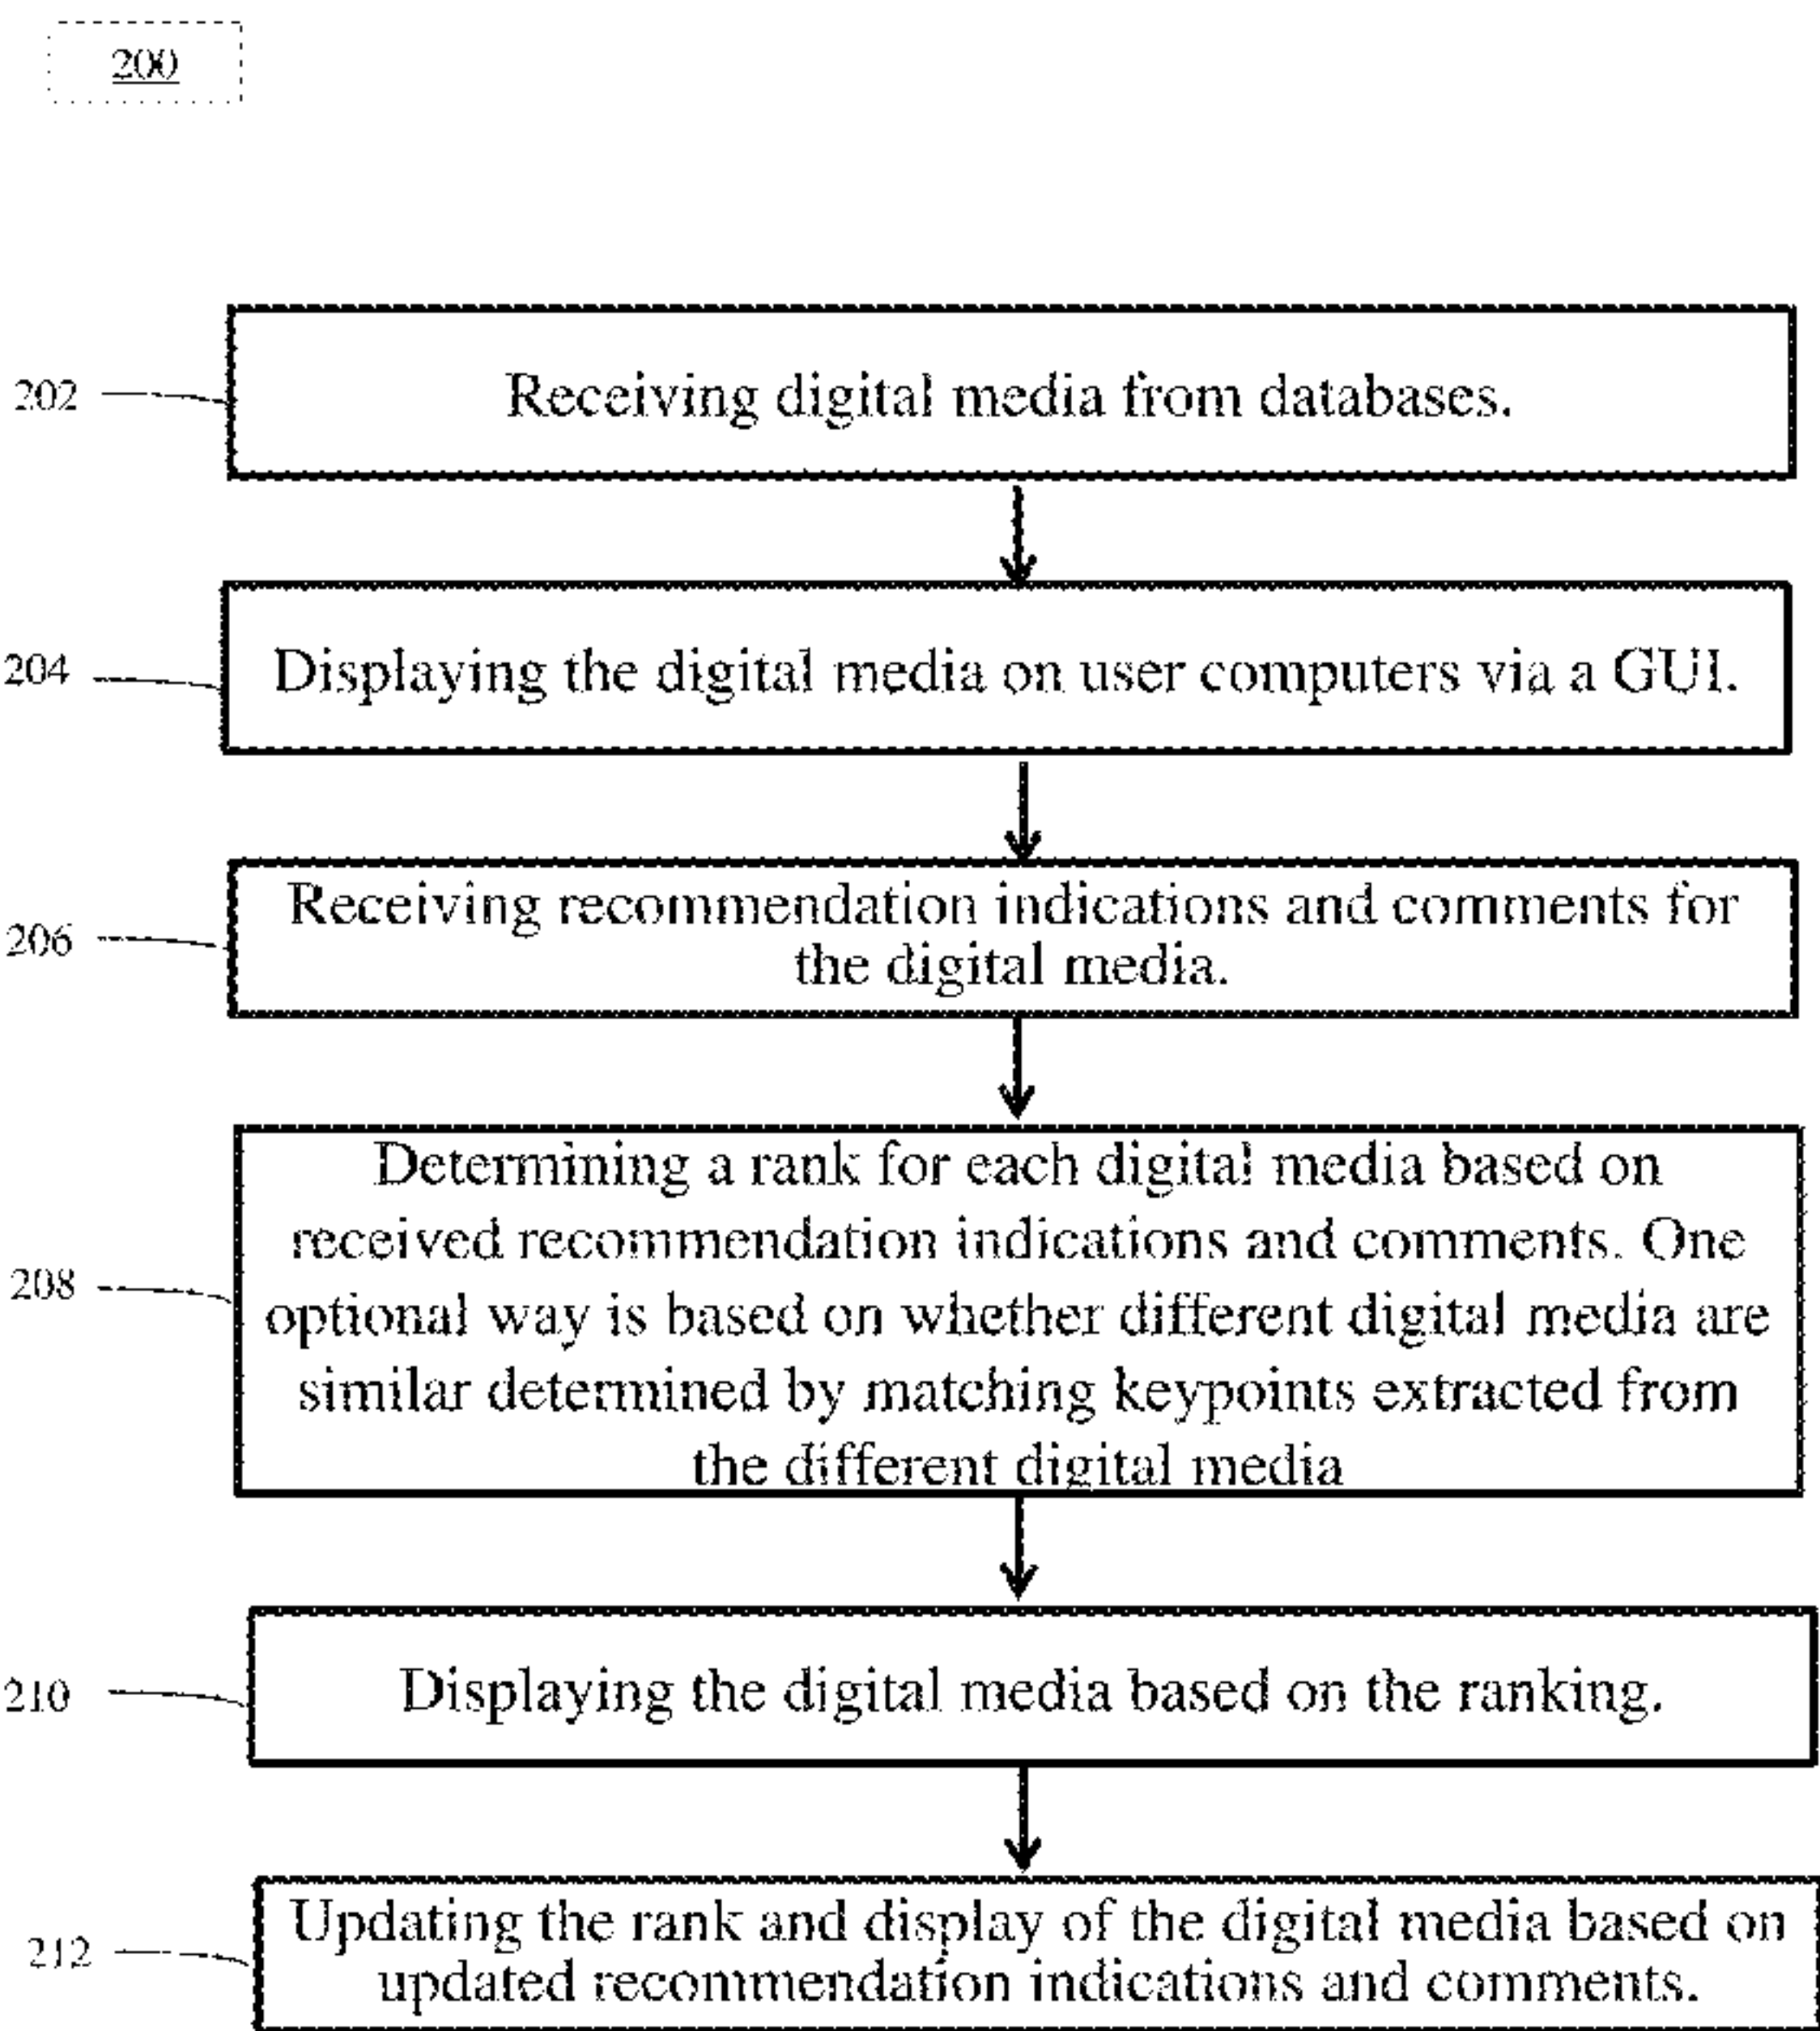 200
202
Receiving digital media from databases.
204
Displaying the digital media on user computers via a GUI.
206
Receiving recommendation indications and comments for
the digital media.
208
Determining a rank for each digital media based on
received recommendation indications and comments. One
optional way is based on whether different digital media are
similar determined by matching keypoints extracted from
the different digital media
210
Displaying the digital media based on the ranking.
212
Updating the rank and display of the digital media based on
updated recommendation indications and comments.